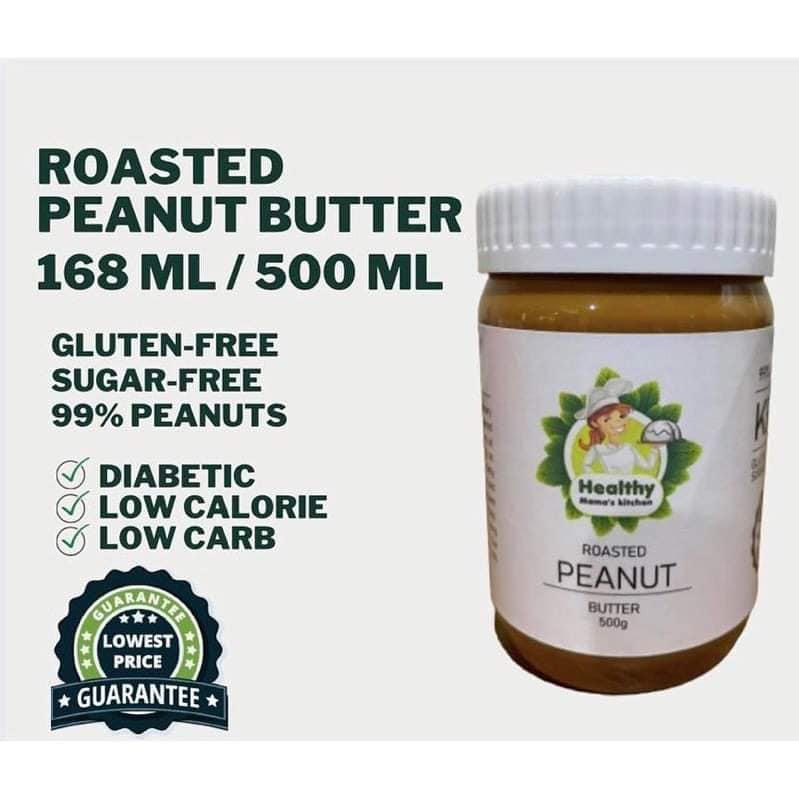 ROASTED
PEANUT BUTTER
168 ML / 500 ML
GLUTEN-FREE
SUGAR-FREE
99% PEANUTS
DIABETIC
LOW CALORIE
LOW CARB
GUARANTEE
LOWEST
PRICE
GUARANTEE
Healthy
Mama's kitchen
ROASTED
PEANUT
BUTTER
500g